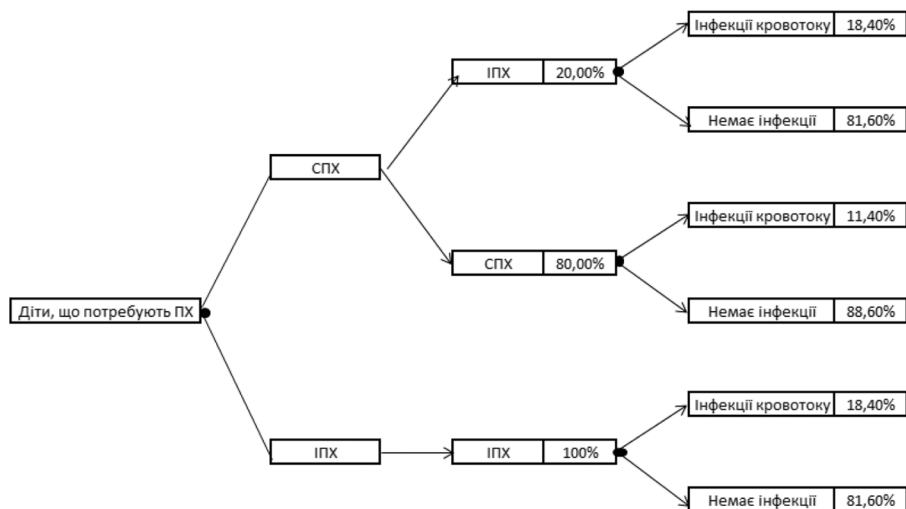 Інфекції кровотоку 18,40%
ІПХ 20,00%
Немає інфекції 81,60%
СПХ
Інфекції кровотоку 11,40%
СПХ 80,00%
Діти, що потребують ПХ
Немає інфекції 88,60%
Інфекції кровотоку 18,40%
ІПХ
ІПХ 100%
Немає інфекції 81,60%